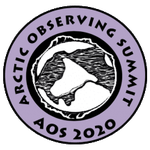 ARCTIC OBSERVING SUMMIT
AOS 2020